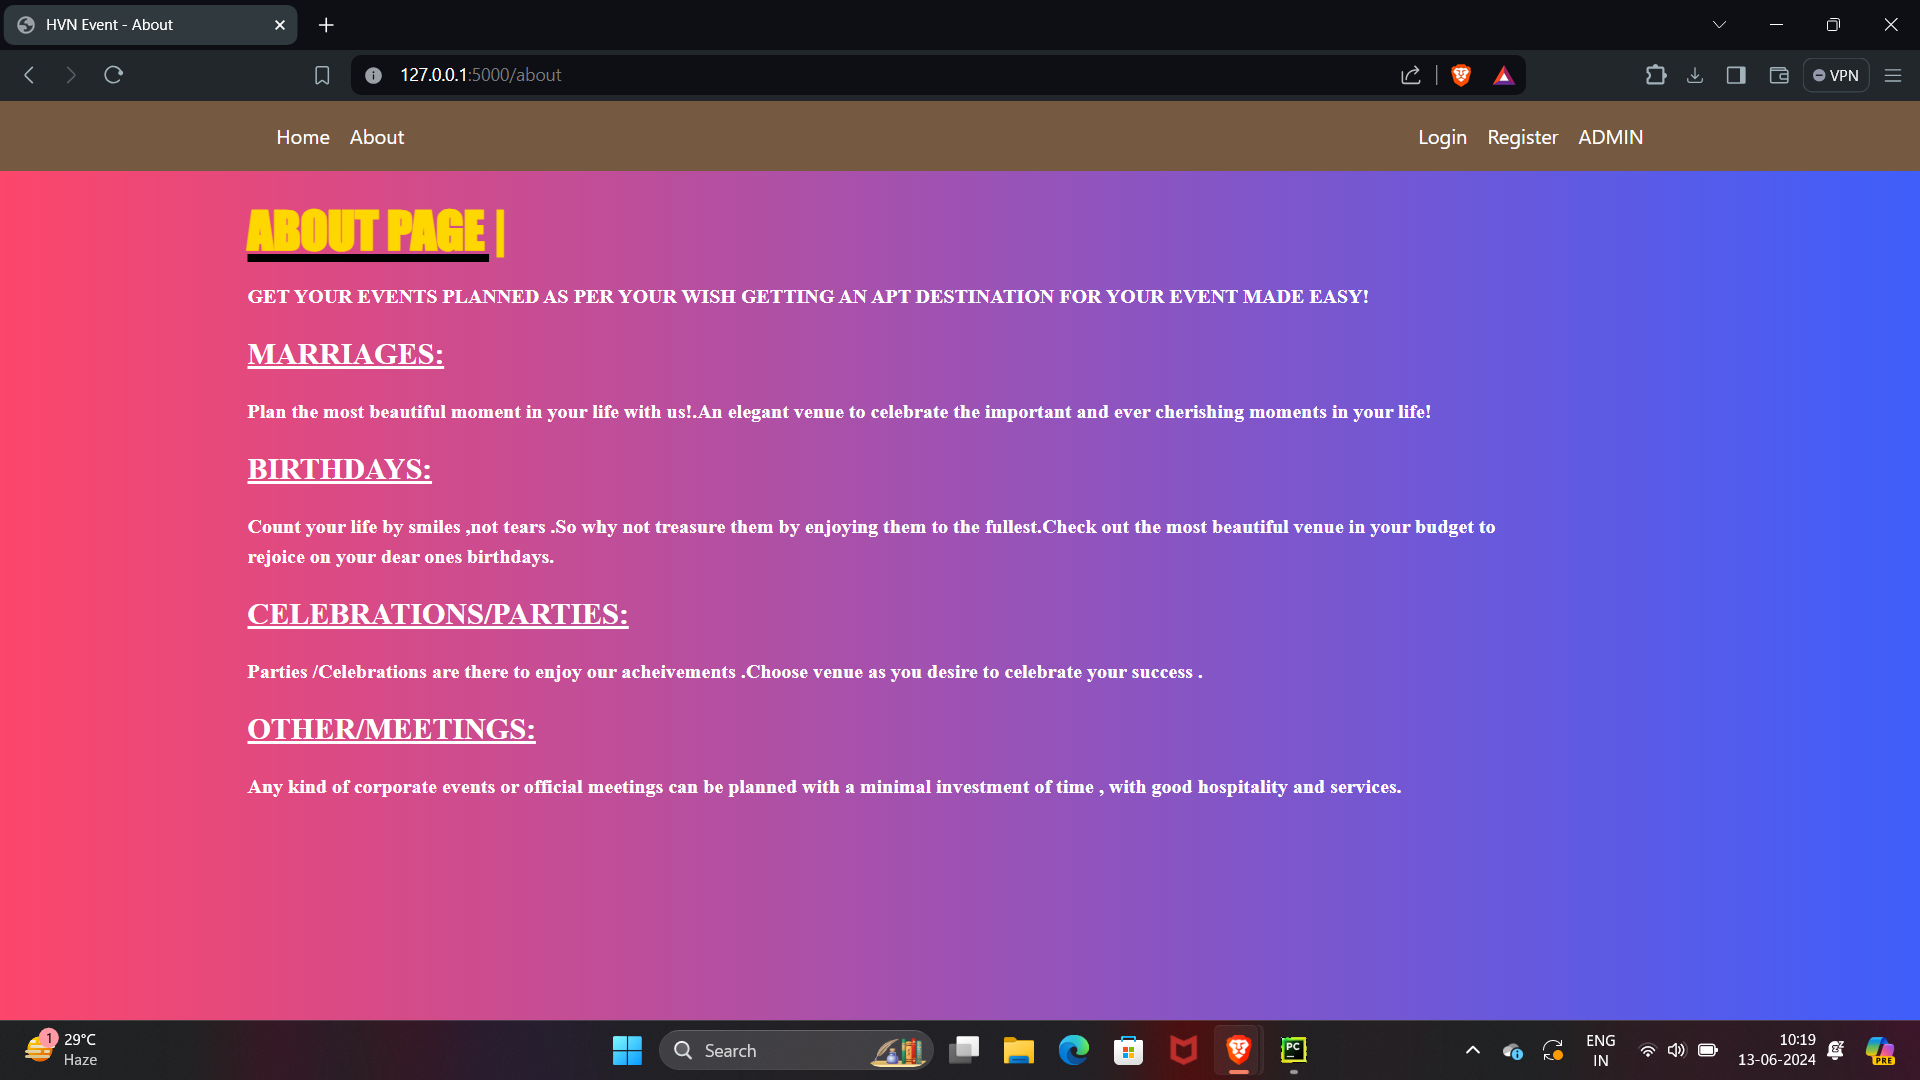 HVN Event - About
127.0.0.1:5000/about
VPN
Home About Login Register ADMIN
ABOUT PAGE |
GET YOUR EVENTS PLANNED AS PER YOUR WISH GETTING AN APT DESTINATION FOR YOUR EVENT MADE EASY!
MARRIAGES:
Plan the most beautiful moment in your life with us!.An elegant venue to celebrate the important and ever cherishing moments in your life!
BIRTHDAYS:
Count your life by smiles ,not tears .So why not treasure them by enjoying them to the fullest.Check out the most beautiful venue in your budget to
rejoice on your dear ones birthdays.
CELEBRATIONS/PARTIES:
Parties /Celebrations are there to enjoy our acheivements .Choose venue as you desire to celebrate your success .
OTHER/MEETINGS:
Any kind of corporate events or official meetings can be planned with a minimal investment of time , with good hospitality and services.
1
29°C
Haze
Search
PC
ENG
IN
10:19
13-06-2024
PRE